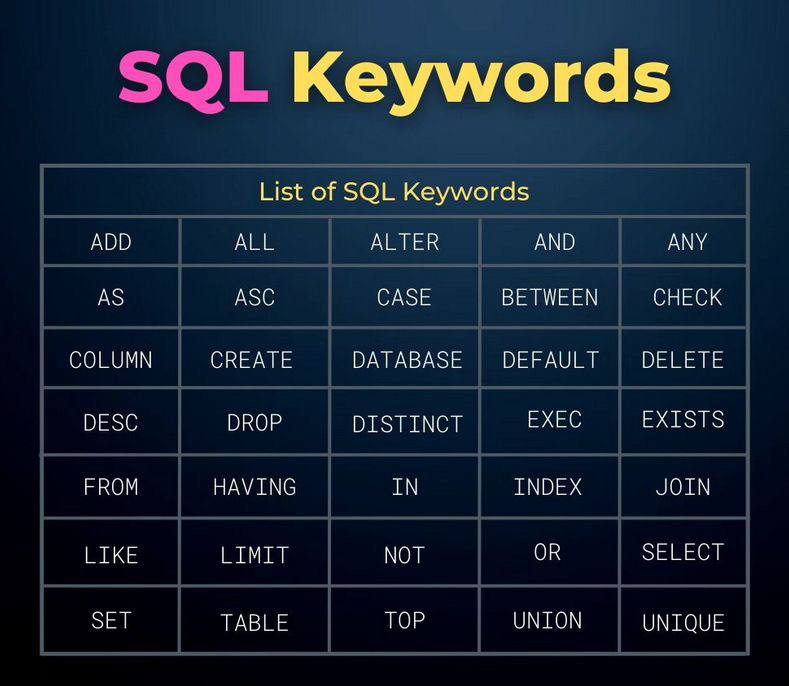 SQL Keywords
List of SQL Keywords
ADD ALL ALTER AND ANY
AS ASC CASE BETWEEN CHECK
COLUMN CREATE DATABASE DEFAULT DELETE
DESC DROP DISTINCT EXEC EXISTS
FROM HAVING IN INDEX JOIN
LIKE LIMIT NOT OR SELECT
SET TABLE TOP UNION UNIQUE